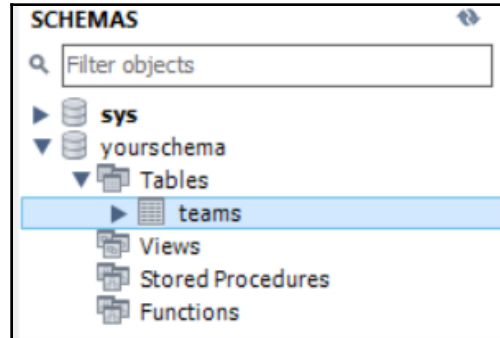 SCHEMAS
Filter objects
sys
yourschema
Tables
teams
Views
Stored Procedures
Functions